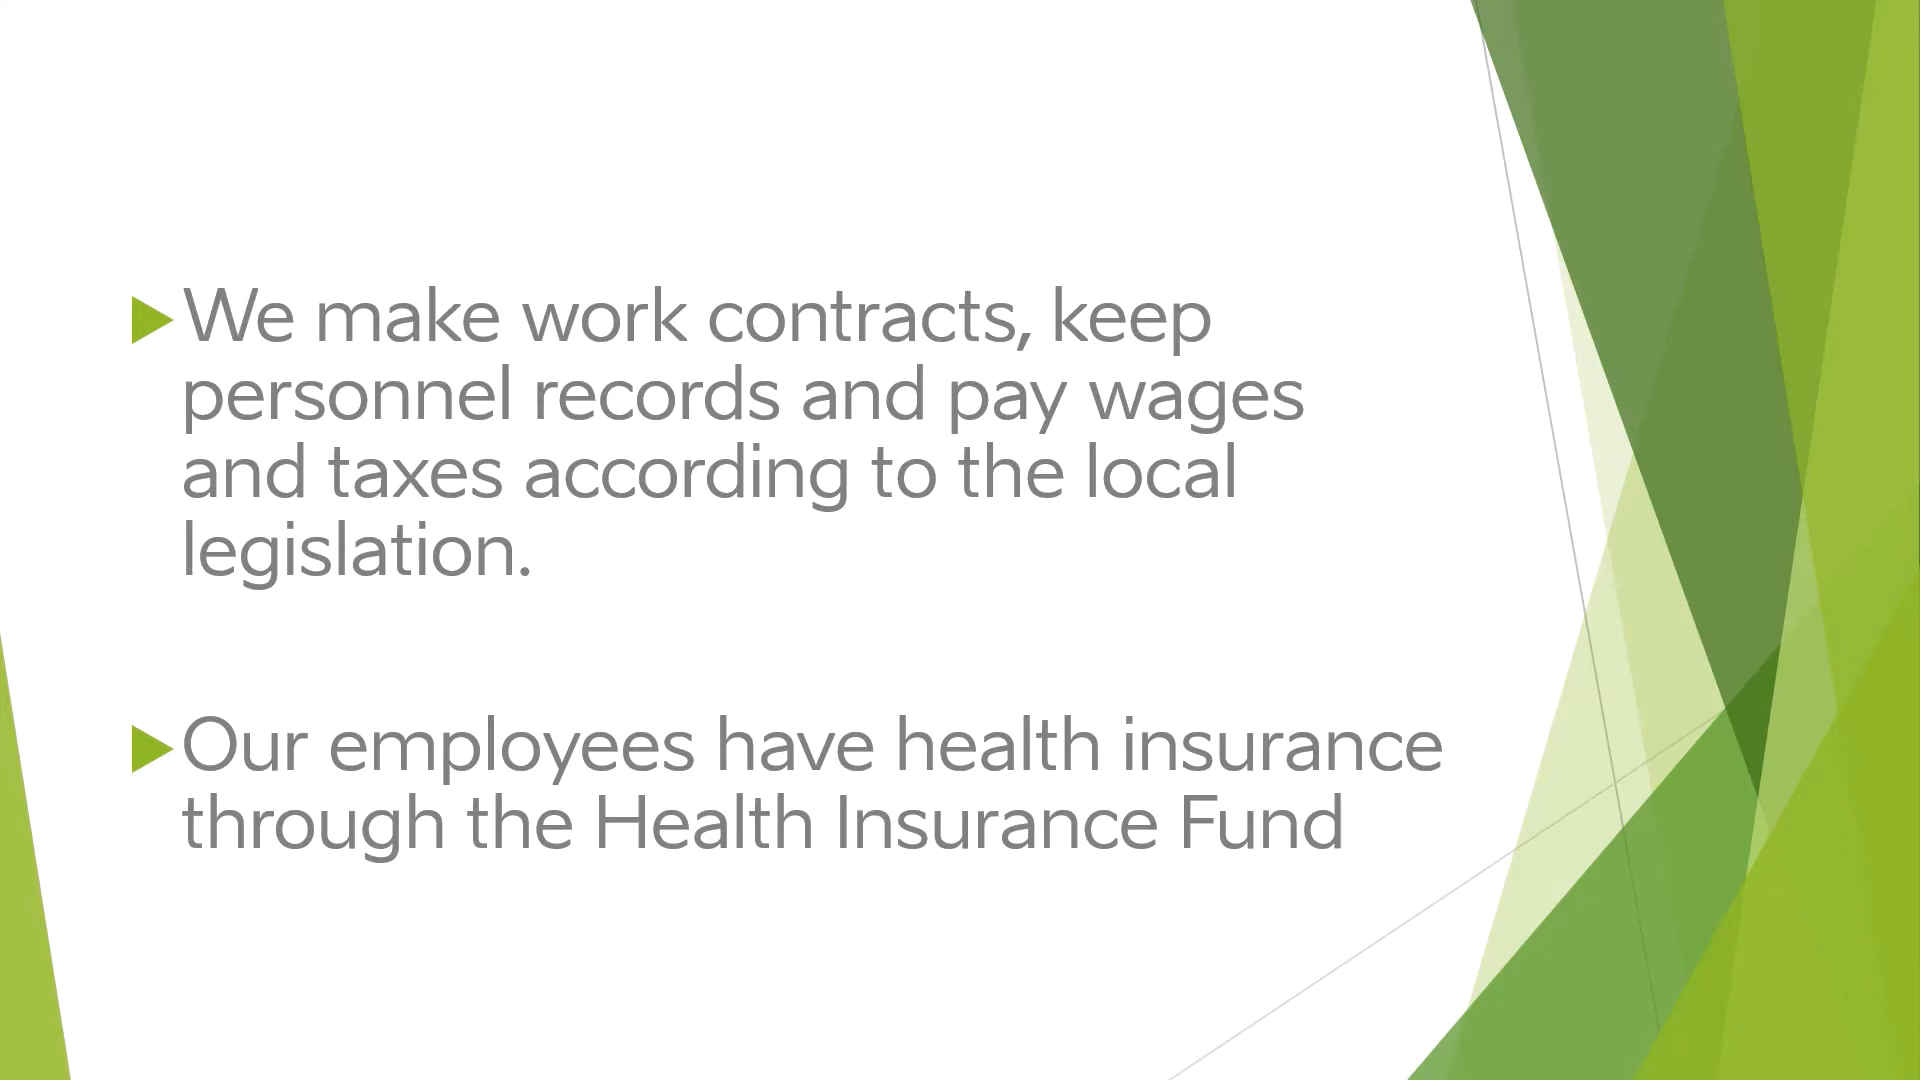 We make work contracts, keep
personnel records and pay wages
and taxes according to the local
legislation.
Our employees have health insurance
through the Health Insurance Fund